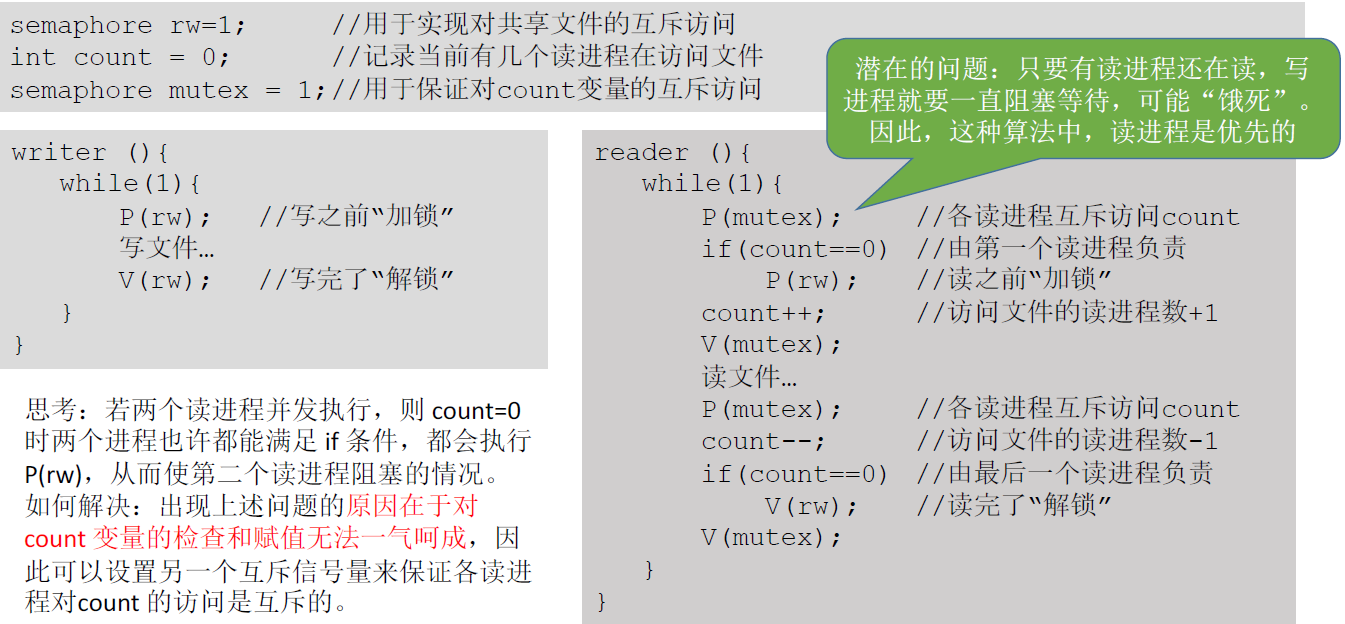 semaphore rw=1; //用于实现对共享文件的互斥访问
int count = 0; //记录当前有几个读进程在访问文件
semaphore mutex = 1;//用于保证对count变量的互斥访问
潜在的问题：只要有读进程还在读，写
进程就要一直阻塞等待，可能“饿死”。
因此，这种算法中，读进程是优先的
writer (){
while(1){
P(rw); //写之前“加锁”
写文件…
V(rw); //写完了“解锁”
}
}
思考：若两个读进程并发执行，则 count=0
时两个进程也许都能满足 if 条件，都会执行
P(rw)，从而使第二个读进程阻塞的情况。
如何解决：出现上述问题的原因在于对
count 变量的检查和赋值无法一气呵成，因
此可以设置另一个互斥信号量来保证各读进
程对count 的访问是互斥的。
reader (){
while(1){
P(mutex); //各读进程互斥访问count
if(count==0) //由第一个读进程负责
P(rw); //读之前“加锁”
count++; //访问文件的读进程数+1
V(mutex);
读文件…
P(mutex); //各读进程互斥访问count
count--; //访问文件的读进程数-1
if(count==0) //由最后一个读进程负责
V(rw); //读完了“解锁”
V(mutex);
}
}